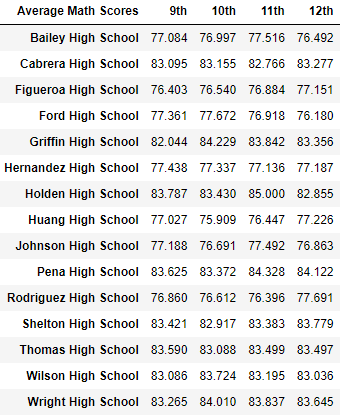 Average Math Scores 9th 10th 11th 12th
Bailey High School 77.084 76.997 77.516 76.492
Cabrera High School 83.095 83.155 82.766 83.277
Figueroa High School 76.403 76.540 76.884 77.151
Ford High School 77.361 77.672 76.918 76.180
Griffin High School 82.044 84.229 83.842 83.356
Hernandez High School 77.438 77.337 77.136 77.187
Holden High School 83.787 83.430 85.000 82.855
Huang High School 77.027 75.909 76.447 77.226
Johnson High School 77.188 76.691 77.492 76.863
Pena High School 83.625 83.372 84.328 84.122
Rodriguez High School 76.860 76.612 76.396 77.691
Shelton High School 83.421 82.917 83.383 83.779
Thomas High School 83.590 83.088 83.499 83.497
Wilson High School 83.086 83.724 83.195 83.036
Wright High School 83.265 84.010 83.837 83.645